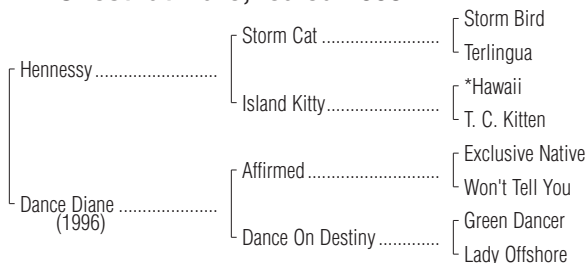 Storm Bird
Storm Cat ........................
Terlingua
Hennessy ................................
*Hawaii
Island Kitty ............................
T. C. Kitten
Exclusive Native
Affirmed ................................
Won't Tell You
Dance Diane ........................
(1996)
Green Dancer
Dance On Destiny ..............
Lady Offshore